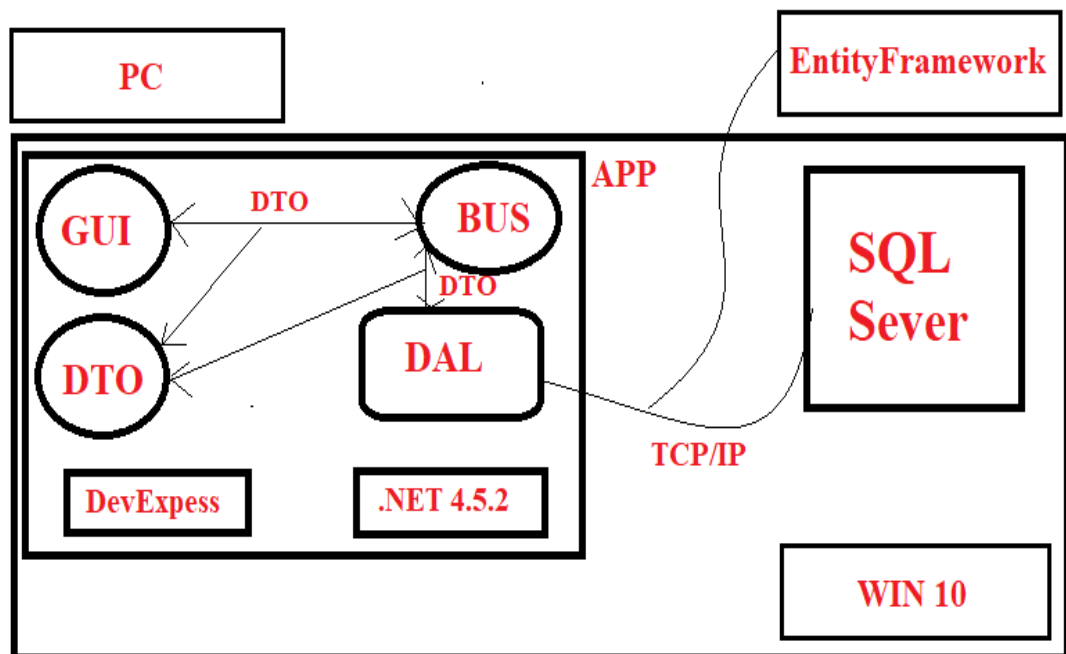 PC
EntityFramework
APP
GUI
DTO
BUS
SQL
Sever
DTO
DTO
DAL
TCP/IP
DevExpess
.NET 4.5.2
WIN 10